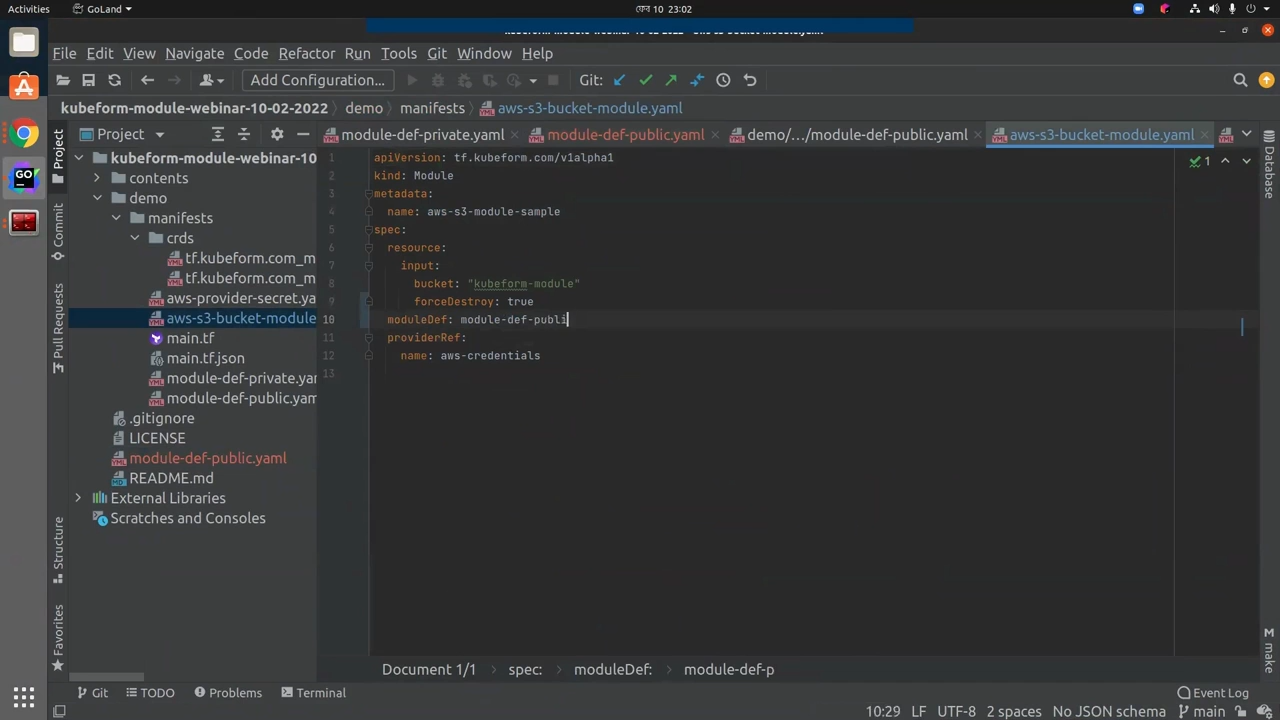 Activities GoLand ফেব 10 23:02
File Edit View Navigate Code Refactor Run Tools Git Window Help
Add Configuration... Git:
kubeform-module-webinar-10-02-2022 demo manifests aws-s3-bucket-module.yaml
Project module-def-private.yaml module-def-public.yaml demo/.../module-def-public.yaml aws-s3-bucket-module.yaml
kubeform-module-webinar-10
contents
demo
manifests
crds
tf.kubeform.com_m
tf.kubeform.com_m
aws-provider-secret.ya
aws-s3-bucket-module
main.tf
main.tf.json
module-def-private.yam
module-def-public.yam
.gitignore
LICENSE
module-def-public.yaml
README.md
External Libraries
Scratches and Consoles
Project
Commit
Pull Requests
Structure
Favorites
1 apiVersion: tf.kubeform.com/v1alpha1
2 kind: Module
3 metadata:
4 name: aws-s3-module-sample
5 spec:
6 resource:
7 input:
8 bucket: "kubeform-module"
9 forceDestroy: true
10 moduleDef: module-def-publi
11 providerRef:
12 name: aws-credentials
13
1
Database
make
Document 1/1 spec: moduleDef: module-def-p
Git TODO Problems Terminal Event Log
10:29 LF UTF-8 2 spaces No JSON schema main